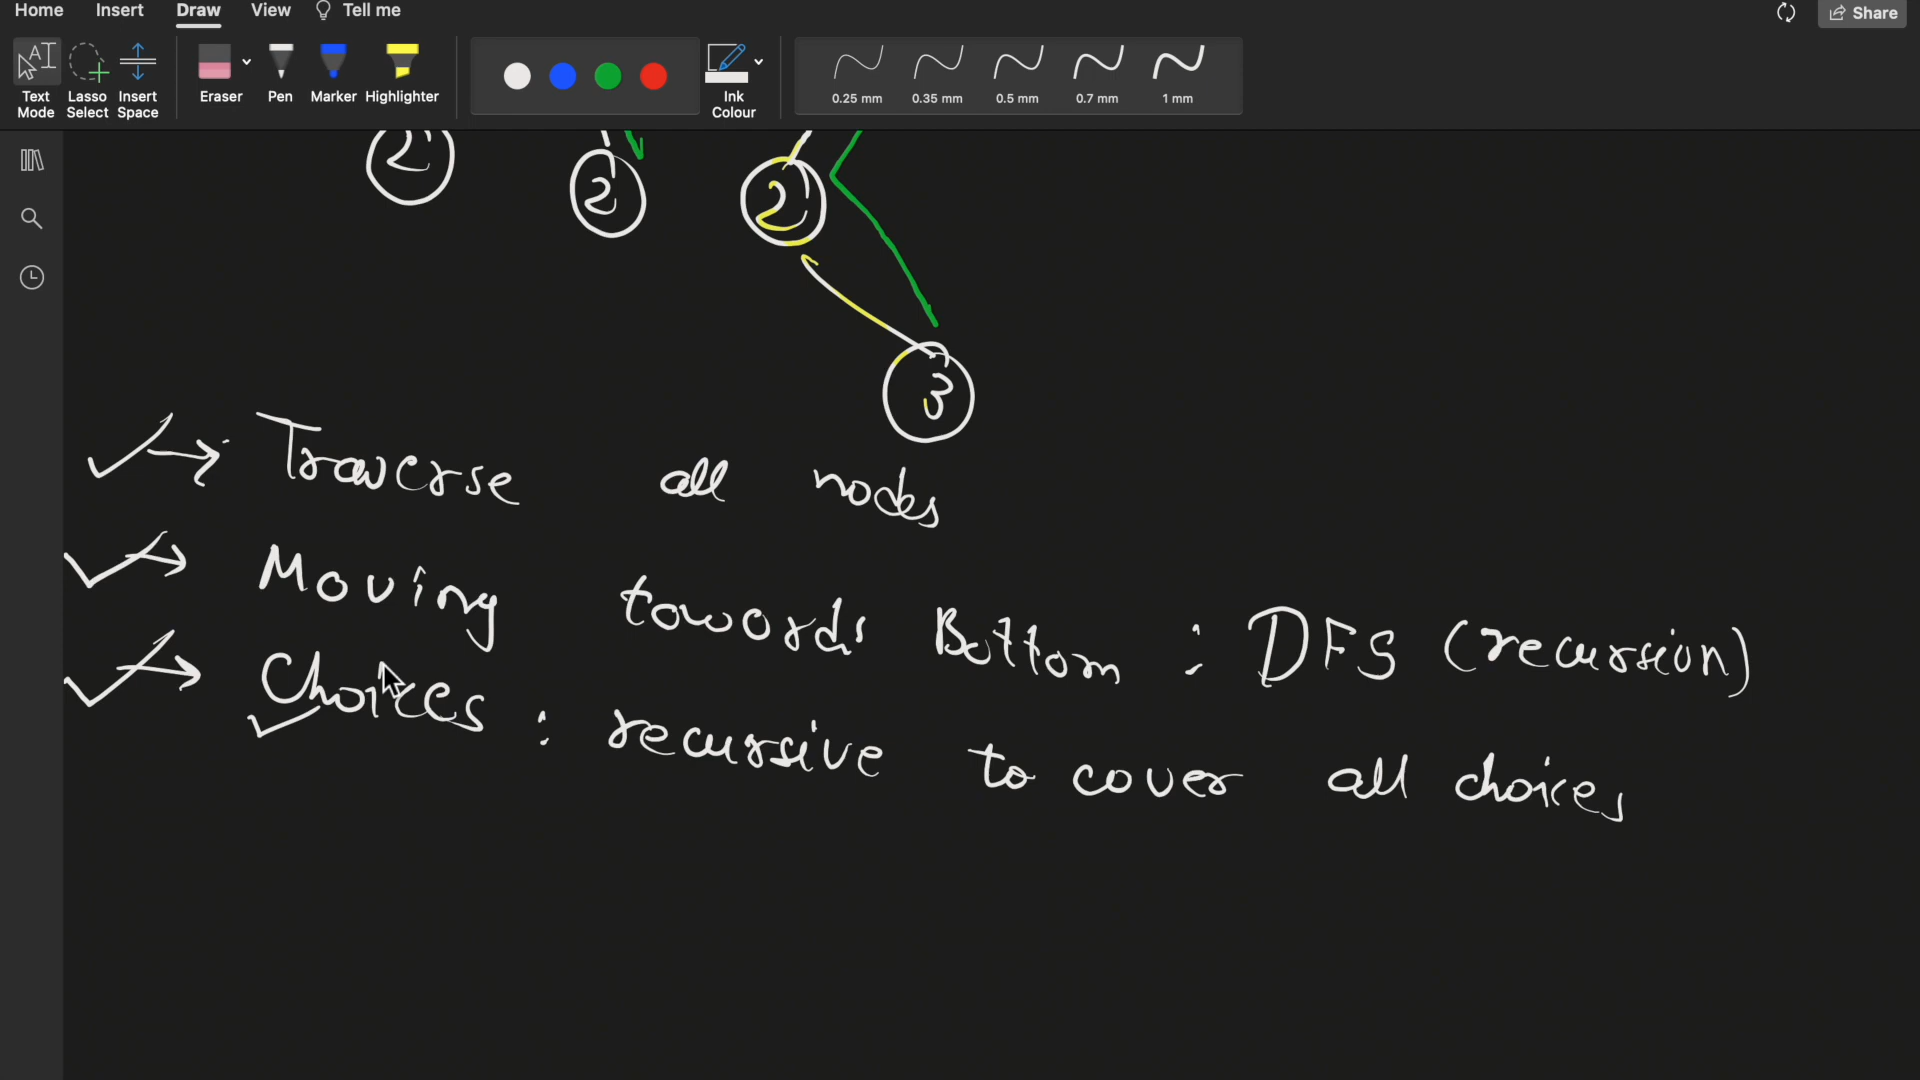 Home Insert Draw View Tell me Share
Text Mode Lasso Select Insert Space Eraser Pen Marker Highlighter Ink Colour 0.25 mm 0.35 mm 0.5 mm 0.7 mm 1 mm
2 2 2
3
Traverse all nodes
Moving towards Bottom : DFS (recursion)
Choices : recursive to cover all choices